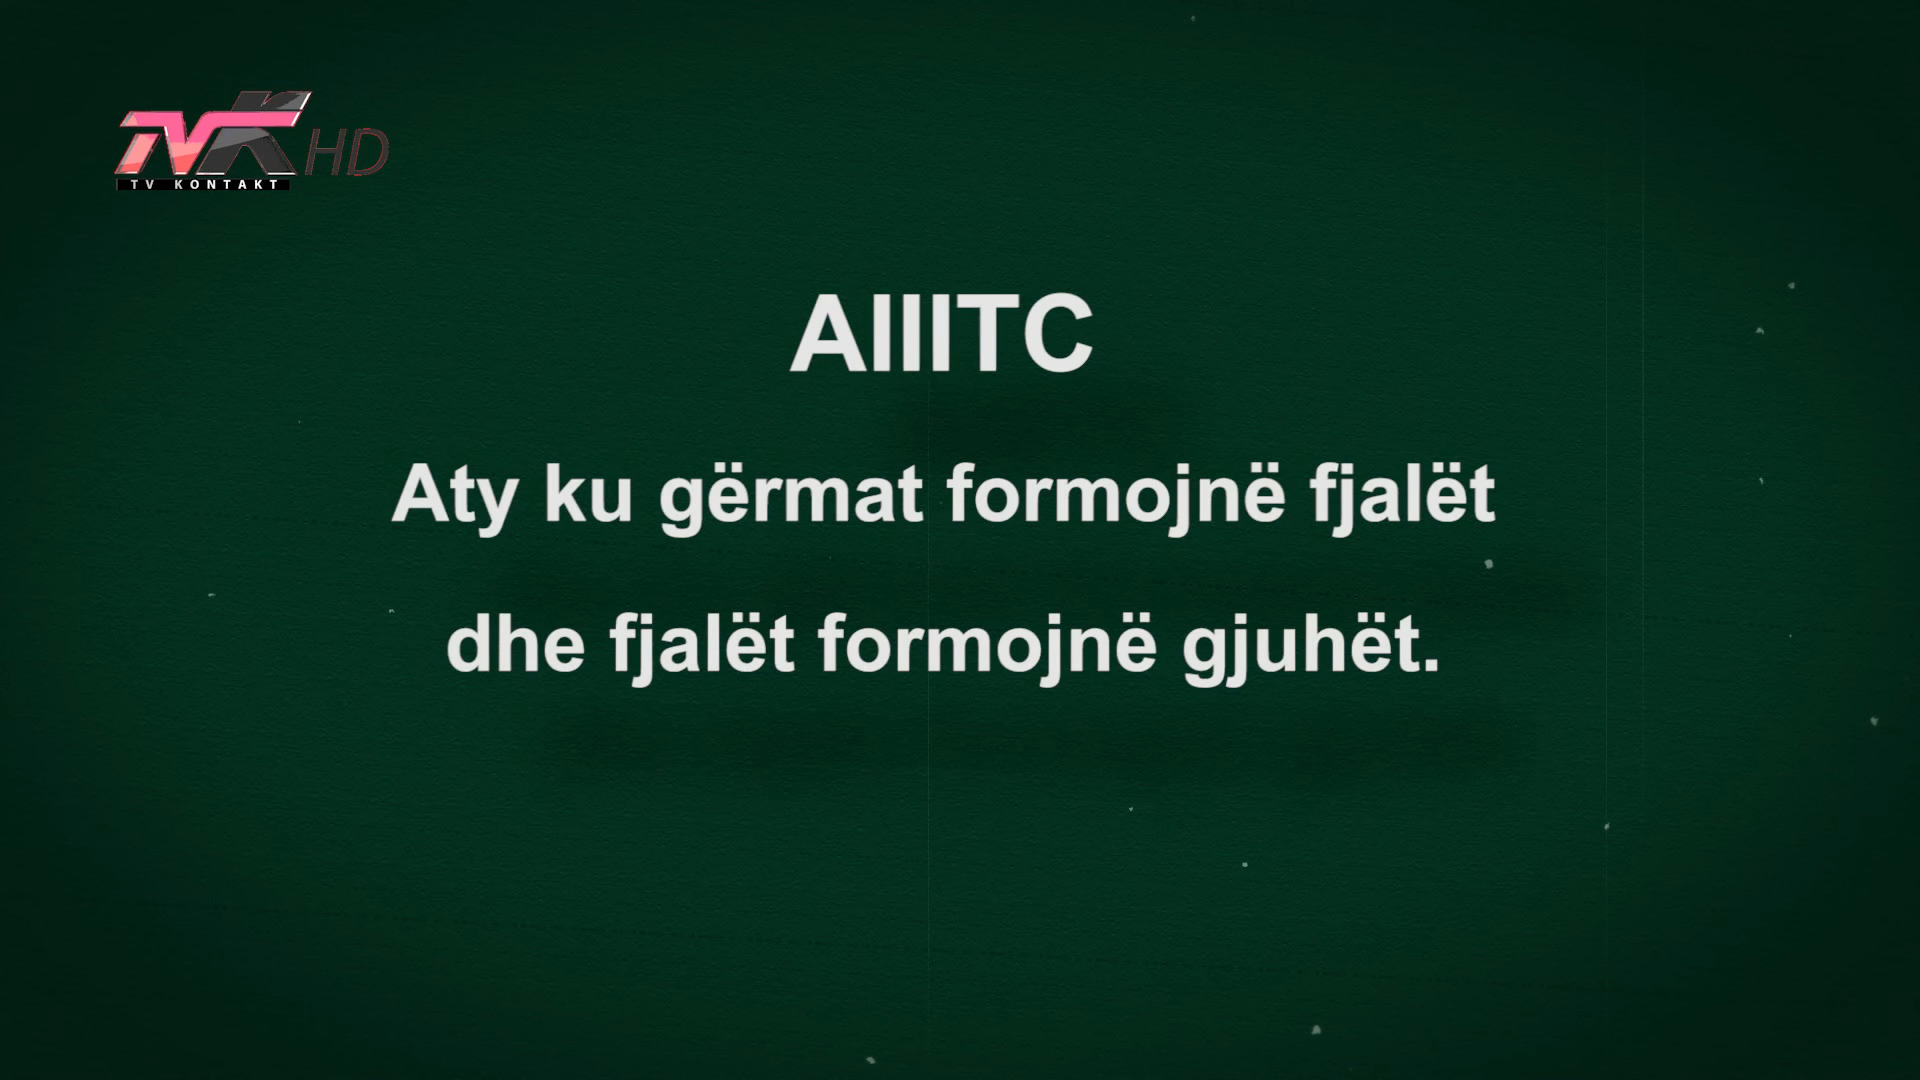 TVK HD
TV KONTAKT
AIIITC
Aty ku gërmat formojnë fjalët
dhe fjalët formojnë gjuhët.